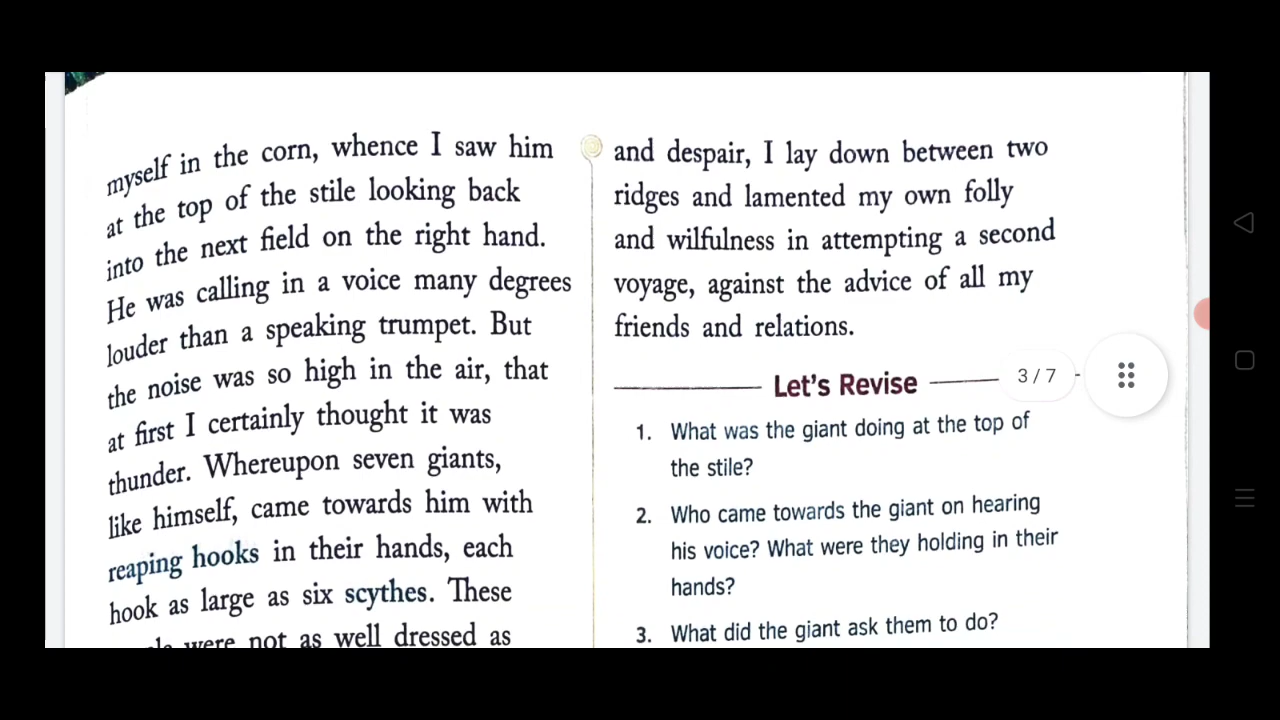 myself in the corn, whence I saw him
at the top of the stile looking back
into the next field on the right hand.
He was calling in a voice many degrees
louder than a speaking trumpet. But
the noise was so high in the air, that
at first I certainly thought it was
thunder. Whereupon seven giants,
like himself, came towards him with
reaping hooks in their hands, each
hook as large as six scythes. These
were not as well dressed as
and despair, I lay down between two
ridges and lamented my own folly
and wilfulness in attempting a second
voyage, against the advice of all my
friends and relations.
Let's Revise
3 / 7
1. What was the giant doing at the top of
the stile?
2. Who came towards the giant on hearing
his voice? What were they holding in their
hands?
3. What did the giant ask them to do?